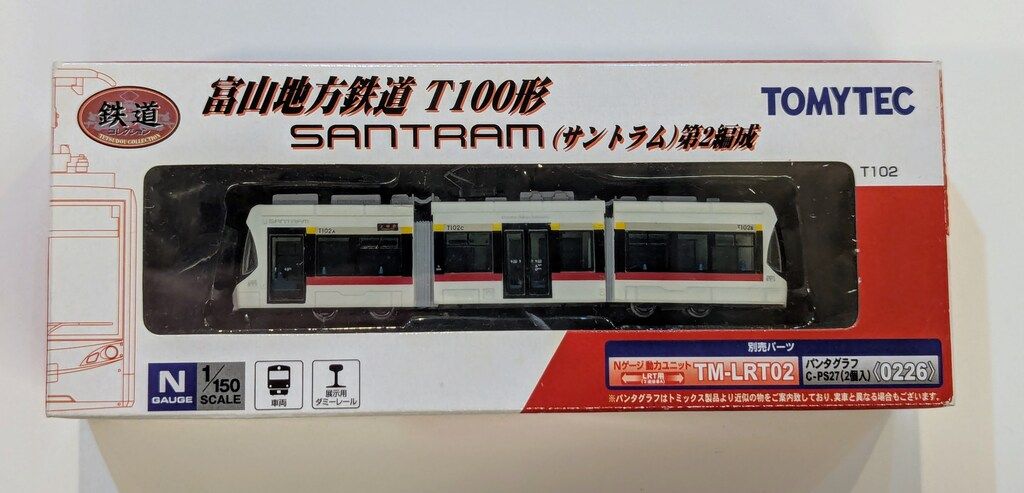 鉄道
コレクション
TETSUDOU COLLECTION
富山地方鉄道 T100形
SANTRAM (サントラム)第2編成
TOMYTEC
T102
SANTRAM
T102A
T102C
T102B
N
GAUGE
1/150
SCALE
車両
展示用
ダミーレール
別売パーツ
Nゲージ 動力ユニット
LRT用
TM-LRT02
パンタグラフ
C-PS27(2個入)
〈0226〉
※パンタグラフはトミックス製品より近似の物をご案内致しており、実車と異なる場合もございます。